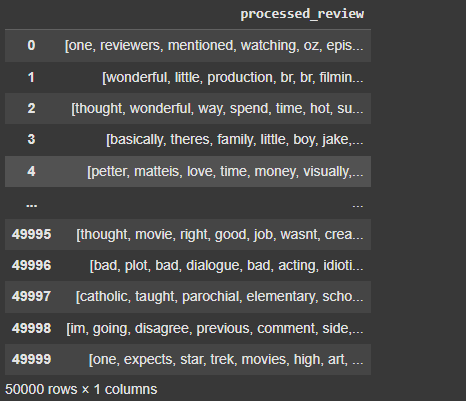 processed_review
0 [one, reviewers, mentioned, watching, oz, epis...
1 [wonderful, little, production, br, br, filmin...
2 [thought, wonderful, way, spend, time, hot, su...
3 [basically, theres, family, little, boy, jake,...
4 [petter, matteis, love, time, money, visually,...
... ...
49995 [thought, movie, right, good, job, wasnt, crea...
49996 [bad, plot, bad, dialogue, bad, acting, idioti...
49997 [catholic, taught, parochial, elementary, scho...
49998 [im, going, disagree, previous, comment, side,...
49999 [one, expects, star, trek, movies, high, art, ...
50000 rows × 1 columns